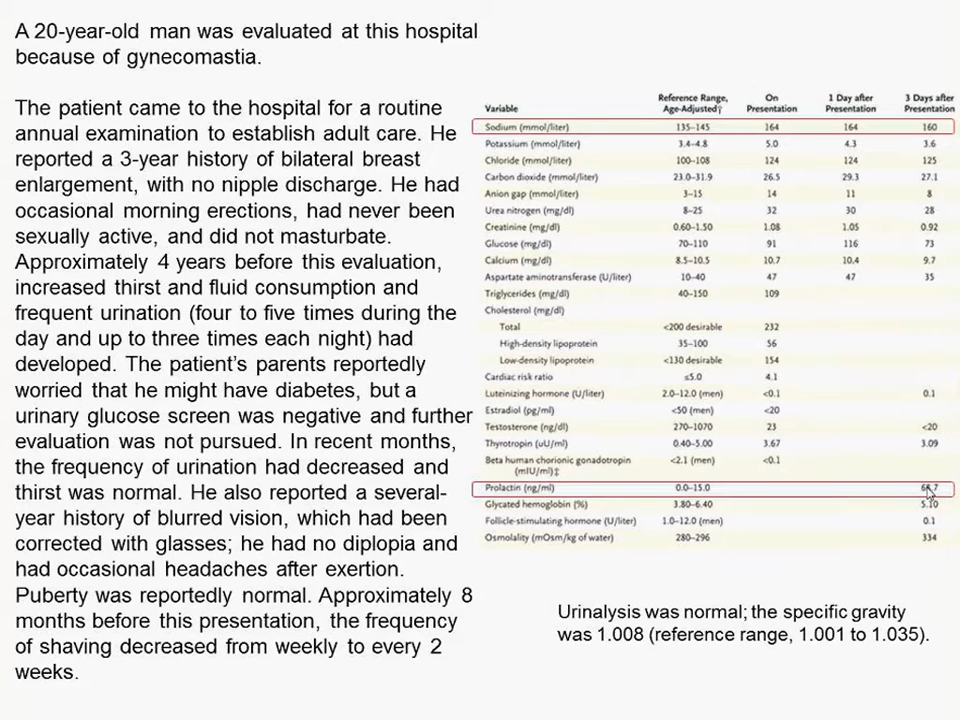 A 20-year-old man was evaluated at this hospital
because of gynecomastia.
The patient came to the hospital for a routine
annual examination to establish adult care. He
reported a 3-year history of bilateral breast
enlargement, with no nipple discharge. He had
occasional morning erections, had never been
sexually active, and did not masturbate.
Approximately 4 years before this evaluation,
increased thirst and fluid consumption and
frequent urination (four to five times during the
day and up to three times each night) had
developed. The patient's parents reportedly
worried that he might have diabetes, but a
urinary glucose screen was negative and further
evaluation was not pursued. In recent months,
the frequency of urination had decreased and
thirst was normal. He also reported a several-
year history of blurred vision, which had been
corrected with glasses; he had no diplopia and
had occasional headaches after exertion.
Puberty was reportedly normal. Approximately 8
months before this presentation, the frequency
of shaving decreased from weekly to every 2
weeks.
Variable Reference Range, Age-Adjusted† On Presentation 1 Day after Presentation 3 Days after Presentation
Sodium (mmol/liter) 135–145 164 164 160
Potassium (mmol/liter) 3.4–4.8 5.0 4.3 3.6
Chloride (mmol/liter) 100–108 124 124 125
Carbon dioxide (mmol/liter) 23.0–31.9 26.5 29.3 27.1
Anion gap (mmol/liter) 3–15 14 11 8
Urea nitrogen (mg/dl) 8–25 32 30 28
Creatinine (mg/dl) 0.60–1.50 1.08 1.05 0.92
Glucose (mg/dl) 70–110 91 116 73
Calcium (mg/dl) 8.5–10.5 10.7 10.4 9.7
Aspartate aminotransferase (U/liter) 10–40 47 47 35
Triglycerides (mg/dl) 40–150 109
Cholesterol (mg/dl)
Total <200 desirable 232
High-density lipoprotein 35–100 56
Low-density lipoprotein <130 desirable 154
Cardiac risk ratio ≤5.0 4.1
Luteinizing hormone (U/liter) 2.0–12.0 (men) <0.1 0.1
Estradiol (pg/ml) <50 (men) <20
Testosterone (ng/dl) 270–1070 23 <20
Thyrotropin (uU/ml) 0.40–5.00 3.67 3.09
Beta human chorionic gonadotropin (mIU/ml)‡ <2.1 (men) <0.1
Prolactin (ng/ml) 0.0–15.0
Glycated hemoglobin (%) 3.80–6.40 5.10
Follicle-stimulating hormone (U/liter) 1.0–12.0 (men) 0.1
Osmolality (mOsm/kg of water) 280–296 334
Urinalysis was normal; the specific gravity
was 1.008 (reference range, 1.001 to 1.035).